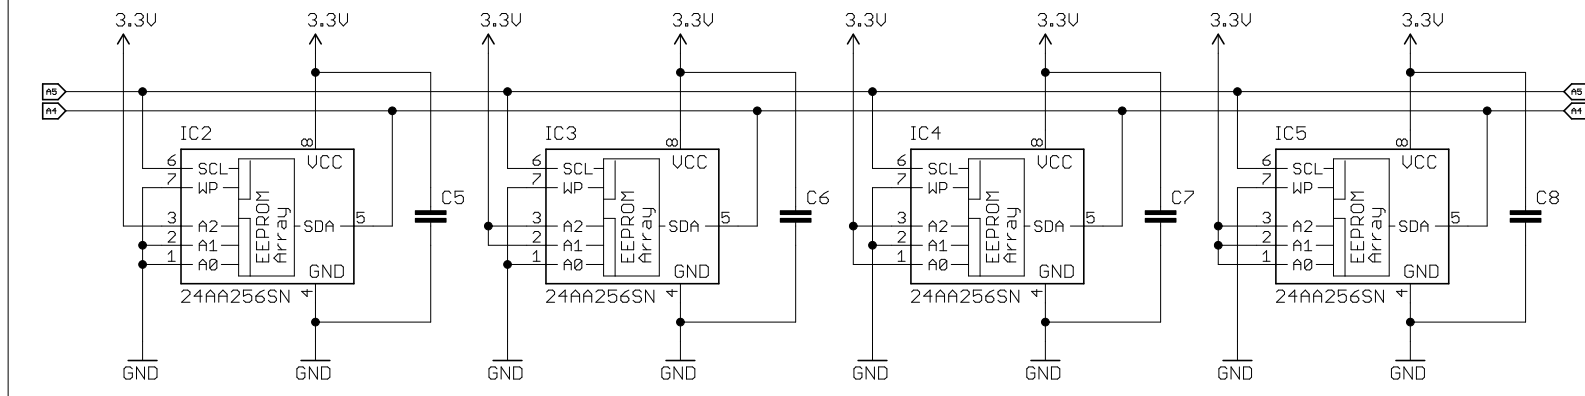 3.3V 3.3V 3.3V 3.3V 3.3V 3.3V 3.3V 3.3V
A5 A5
A4 A4
IC2 IC3 IC4 IC5
8 8 8 8
6 SCL VCC 6 SCL VCC 6 SCL VCC 6 SCL VCC
7 WP 7 WP 7 WP 7 WP
C5 C6 C7 C8
3 A2 EEPROM Array SDA 5 3 A2 EEPROM Array SDA 5 3 A2 EEPROM Array SDA 5 3 A2 EEPROM Array SDA 5
2 A1 2 A1 2 A1 2 A1
1 A0 GND 1 A0 GND 1 A0 GND 1 A0 GND
24AA256SN 4 24AA256SN 4 24AA256SN 4 24AA256SN 4
GND GND GND GND GND GND GND GND